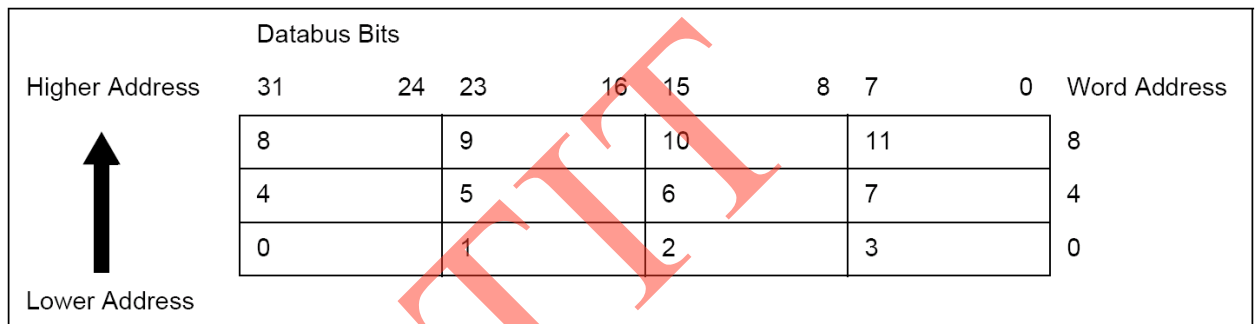 Databus Bits
Higher Address 31 24 23 16 15 8 7 0 Word Address
8 9 10 11 8
4 5 6 7 4
0 1 2 3 0
Lower Address
TIT